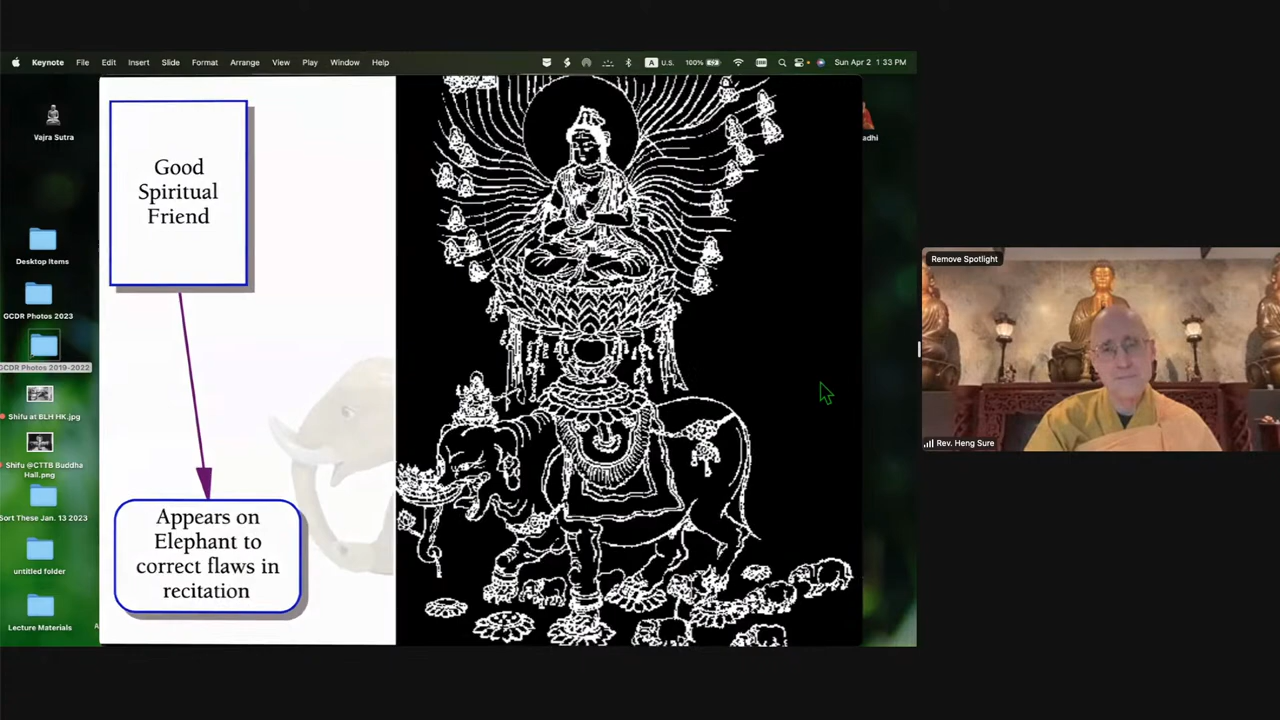 Keynote File Edit Insert Slide Format Arrange View Play Window Help A U.S. 100% Sun Apr 2 1:33 PM
Vajra Sutra
Desktop Items
GCDR Photos 2023
GCDR Photos 2019-2022
Shifu at BLH HK.jpg
Shifu @CTTB Buddha
Hall.png
Sort These Jan. 13 2023
untitled folder
Lecture Materials
Good
Spiritual
Friend
Appears on
Elephant to
correct flaws in
recitation
Remove Spotlight
Rev. Heng Sure